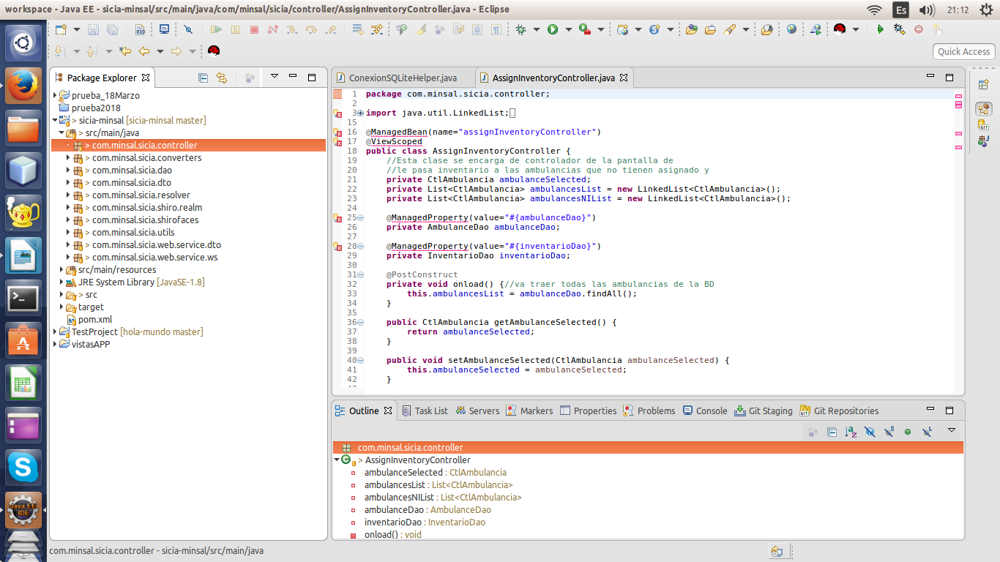 workspace - Java EE - sicia-minsal/src/main/java/com/minsal/sicia/controller/AssignInventoryController.java - Eclipse
Es
21:12
Quick Access
Package Explorer
prueba_18Marzo
prueba2018
> sicia-minsal [sicia-minsal master]
> src/main/java
> com.minsal.sicia.controller
> com.minsal.sicia.converters
> com.minsal.sicia.dao
> com.minsal.sicia.dto
> com.minsal.sicia.resolver
> com.minsal.sicia.shiro.realm
> com.minsal.sicia.shirofaces
> com.minsal.sicia.utils
> com.minsal.sicia.web.service.dto
> com.minsal.sicia.web.service.ws
src/main/resources
JRE System Library [JavaSE-1.8]
> src
target
pom.xml
TestProject [hola-mundo master]
vistasAPP
ConexionSQLiteHelper.java
AssignInventoryController.java
1 package com.minsal.sicia.controller;
2
3 import java.util.LinkedList;
15
16 @ManagedBean(name="assignInventoryController")
17 @ViewScoped
18 public class AssignInventoryController {
19 //Esta clase se encarga de controlador de la pantalla de
20 //le pasa inventario a las ambulancias que no tienen asignado y
21 private CtlAmbulancia ambulanceSelected;
22 private List<CtlAmbulancia> ambulancesList = new LinkedList<CtlAmbulancia>();
23 private List<CtlAmbulancia> ambulancesNIList = new LinkedList<CtlAmbulancia>();
24
25 @ManagedProperty(value="#{ambulanceDao}")
26 private AmbulanceDao ambulanceDao;
27
28 @ManagedProperty(value="#{inventarioDao}")
29 private InventarioDao inventarioDao;
30
31 @PostConstruct
32 private void onload() {//va traer todas las ambulancias de la BD
33 this.ambulancesList = ambulanceDao.findAll();
34 }
35
36 public CtlAmbulancia getAmbulanceSelected() {
37 return ambulanceSelected;
38 }
39
40 public void setAmbulanceSelected(CtlAmbulancia ambulanceSelected) {
41 this.ambulanceSelected = ambulanceSelected;
42 }
Outline
Task List
Servers
Markers
Properties
Problems
Console
Git Staging
Git Repositories
com.minsal.sicia.controller
> AssignInventoryController
ambulanceSelected : CtlAmbulancia
ambulancesList : List<CtlAmbulancia>
ambulancesNIList : List<CtlAmbulancia>
ambulanceDao : AmbulanceDao
inventarioDao : InventarioDao
onload() : void
Java EE
IDE
com.minsal.sicia.controller - sicia-minsal/src/main/java